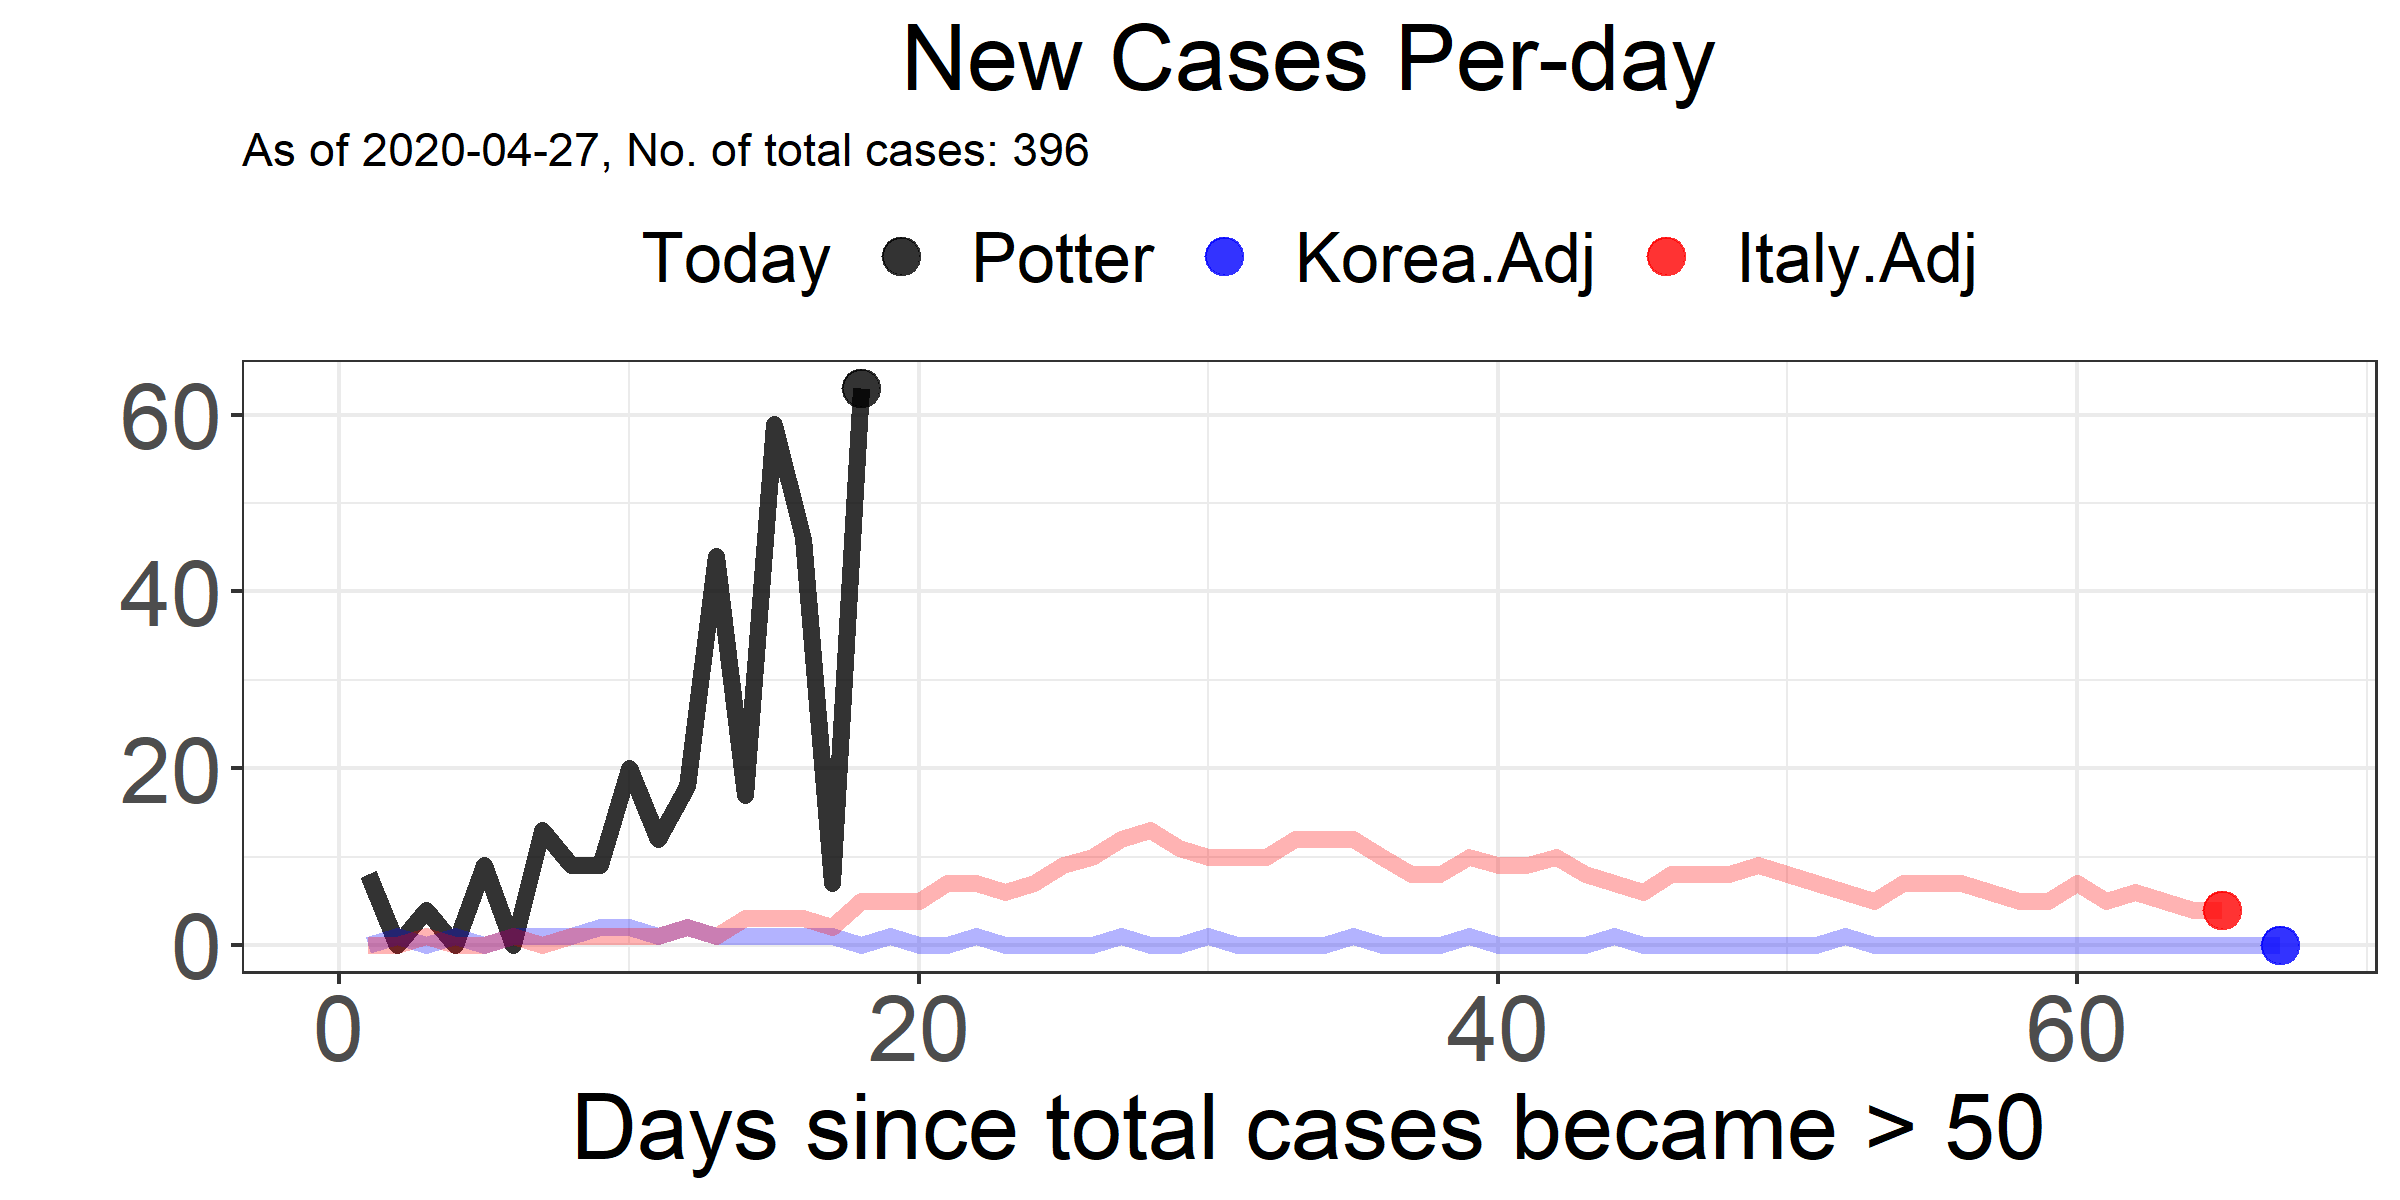 New Cases Per-day
As of 2020-04-27, No. of total cases: 396
Today Potter Korea.Adj Italy.Adj
60
40
20
0
0 20 40 60
Days since total cases became > 50